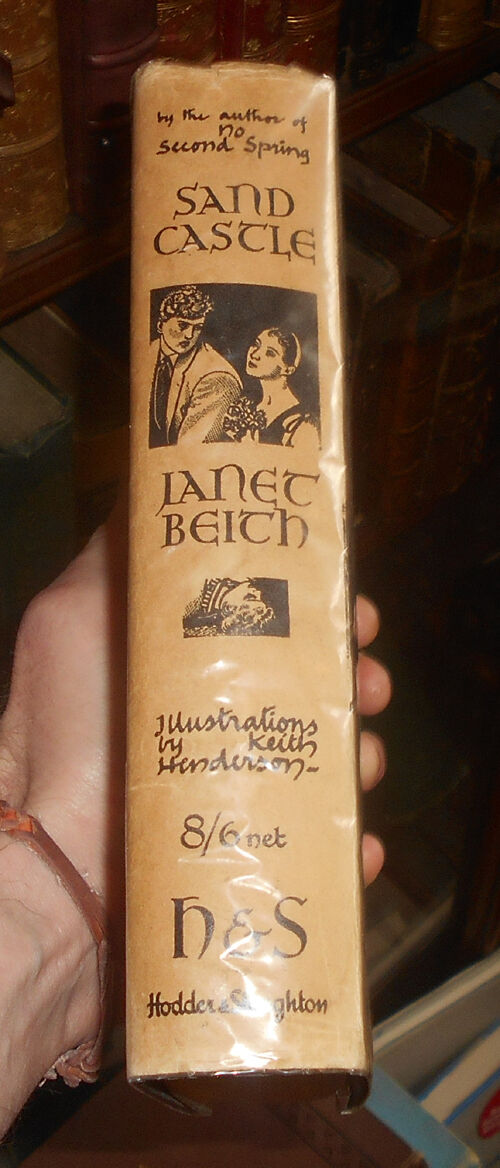 by the author of
no
Second Spring
SAND
CASTLE
JANET
BEITH
Illustrations
by Keith
Henderson–
8/6 net
H&S
Hodder & Stoughton